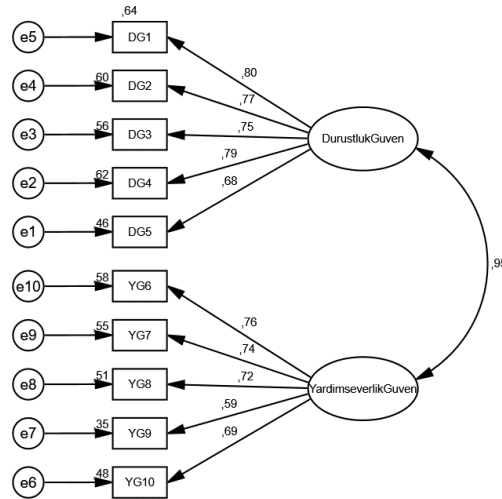 ,64
e5
DG1
,80
e4
,60
DG2
,77
e3
,56
DG3
,75
DurustlukGuven
e2
,62
DG4
,79
e1
,46
DG5
,68
,95
e10
,58
YG6
,76
e9
,55
YG7
,74
e8
,51
YG8
,72
YardimseverlikGuven
e7
,35
YG9
,59
e6
,48
YG10
,69